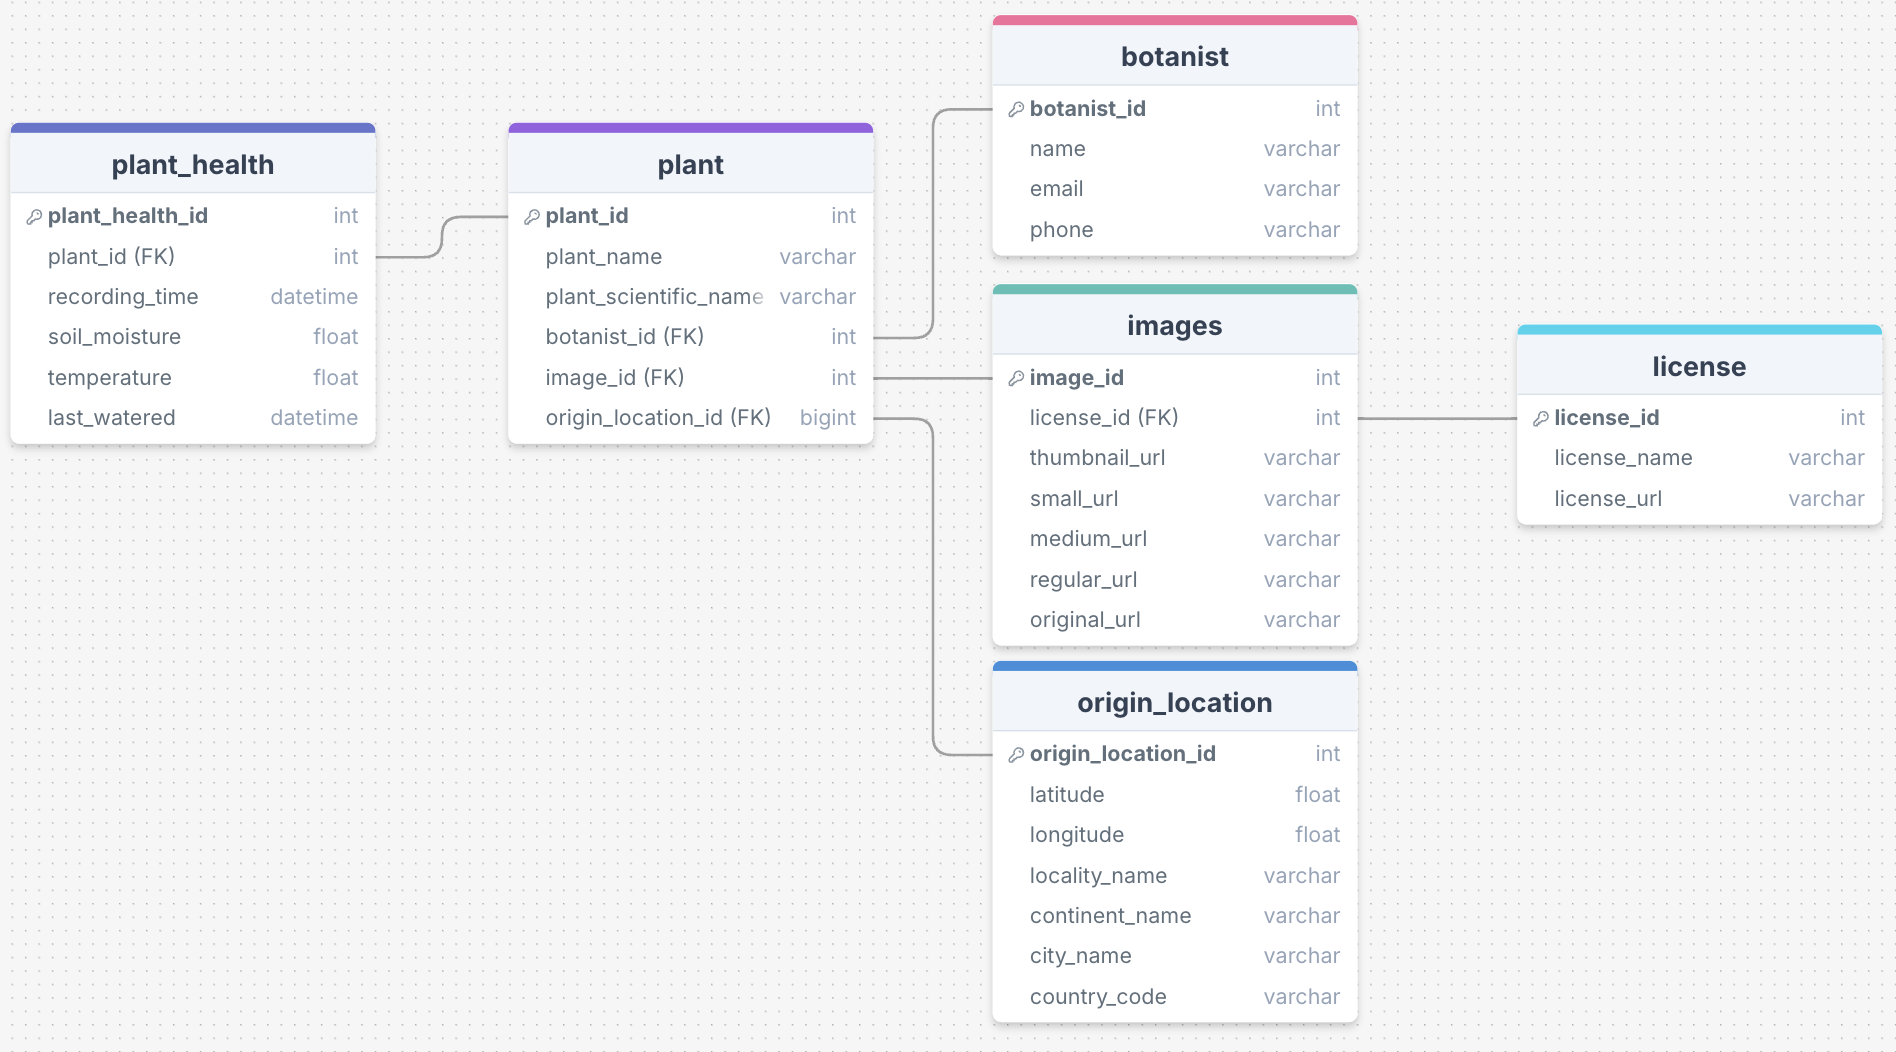 plant_health
plant_health_id int
plant_id (FK) int
recording_time datetime
soil_moisture float
temperature float
last_watered datetime
plant
plant_id int
plant_name varchar
plant_scientific_name varchar
botanist_id (FK) int
image_id (FK) int
origin_location_id (FK) bigint
botanist
botanist_id int
name varchar
email varchar
phone varchar
images
image_id int
license_id (FK) int
thumbnail_url varchar
small_url varchar
medium_url varchar
regular_url varchar
original_url varchar
origin_location
origin_location_id int
latitude float
longitude float
locality_name varchar
continent_name varchar
city_name varchar
country_code varchar
license
license_id int
license_name varchar
license_url varchar